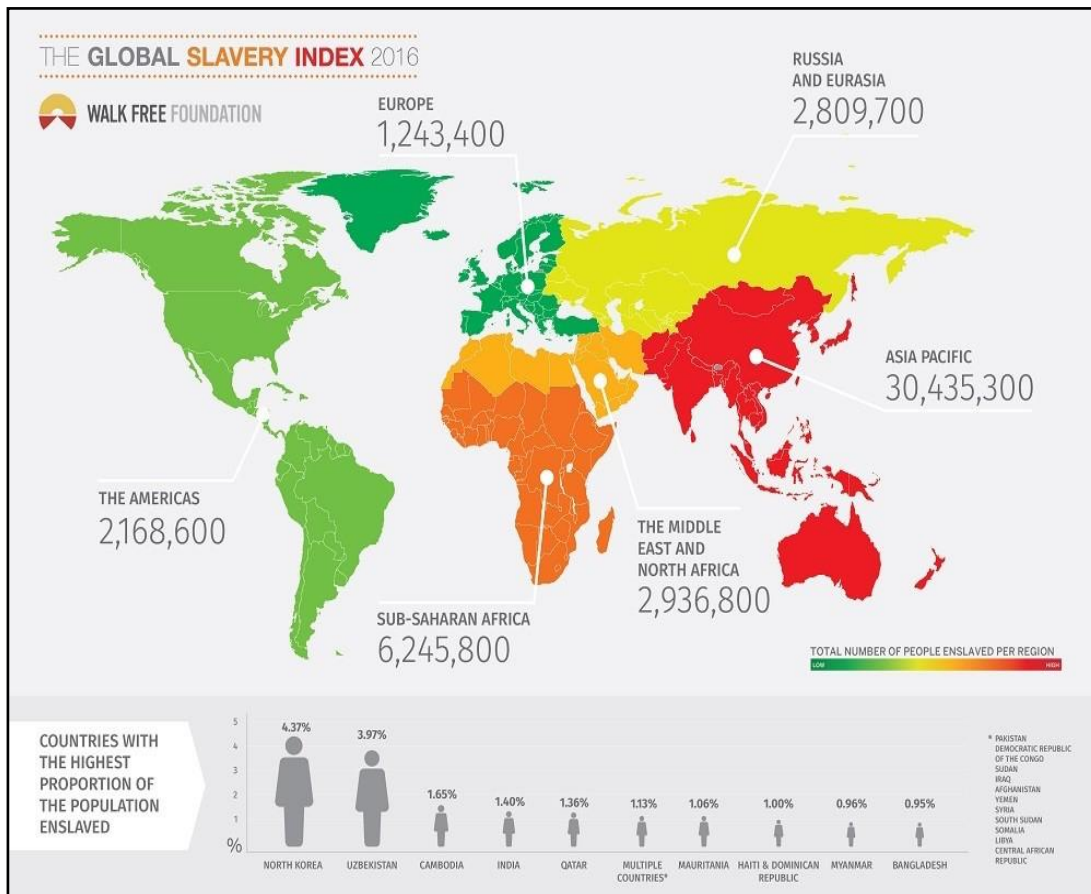 THE GLOBAL SLAVERY INDEX 2016
WALK FREE FOUNDATION
EUROPE
1,243,400
RUSSIA
AND EURASIA
2,809,700
ASIA PACIFIC
30,435,300
THE AMERICAS
2,168,600
SUB-SAHARAN AFRICA
6,245,800
THE MIDDLE
EAST AND
NORTH AFRICA
2,936,800
TOTAL NUMBER OF PEOPLE ENSLAVED PER REGION
LOW HIGH
COUNTRIES WITH
THE HIGHEST
PROPORTION OF
THE POPULATION
ENSLAVED
5
4
3
2
1
%
4.37% 3.97% 1.65% 1.40% 1.36% 1.13% 1.06% 1.00% 0.96% 0.95%
NORTH KOREA UZBEKISTAN CAMBODIA INDIA QATAR MULTIPLE COUNTRIES* MAURITANIA HAITI & DOMINICAN REPUBLIC MYANMAR BANGLADESH
* PAKISTAN
DEMOCRATIC REPUBLIC
OF THE CONGO
SUDAN
IRAQ
AFGHANISTAN
YEMEN
SYRIA
SOUTH SUDAN
SOMALIA
LIBYA
CENTRAL AFRICAN
REPUBLIC